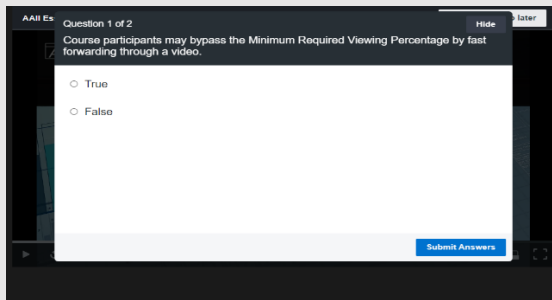 AAII Es
later
Question 1 of 2
Hide
Course participants may bypass the Minimum Required Viewing Percentage by fast
forwarding through a video.
True
False
Submit Answers